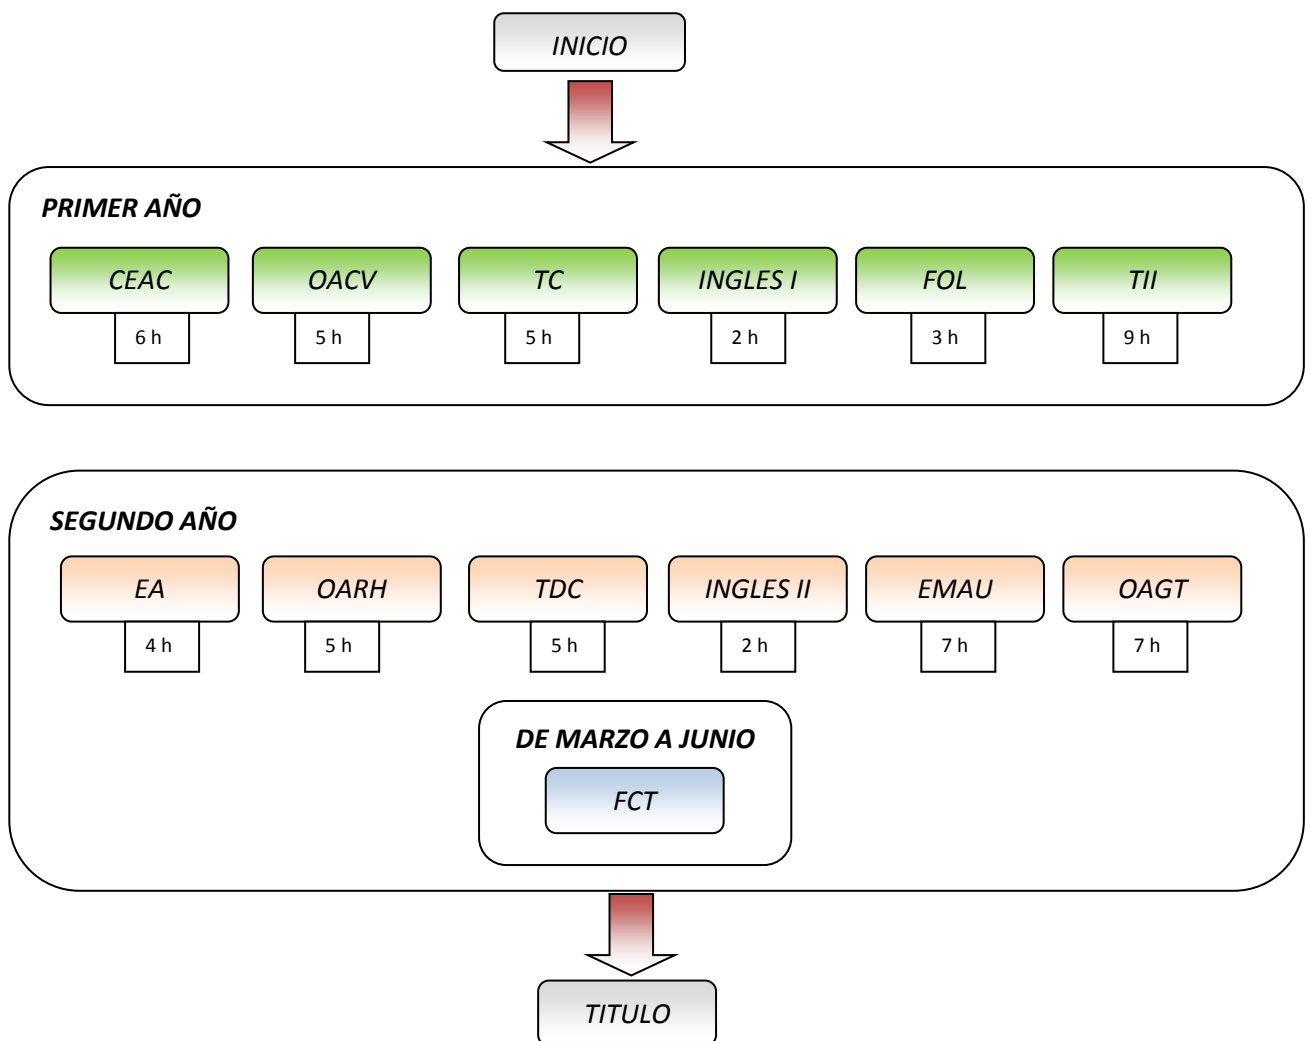 INICIO
PRIMER AÑO
CEAC OACV TC INGLES I FOL TII
6 h 5 h 5 h 2 h 3 h 9 h
SEGUNDO AÑO
EA OARH TDC INGLES II EMAU OAGT
4 h 5 h 5 h 2 h 7 h 7 h
DE MARZO A JUNIO
FCT
TITULO